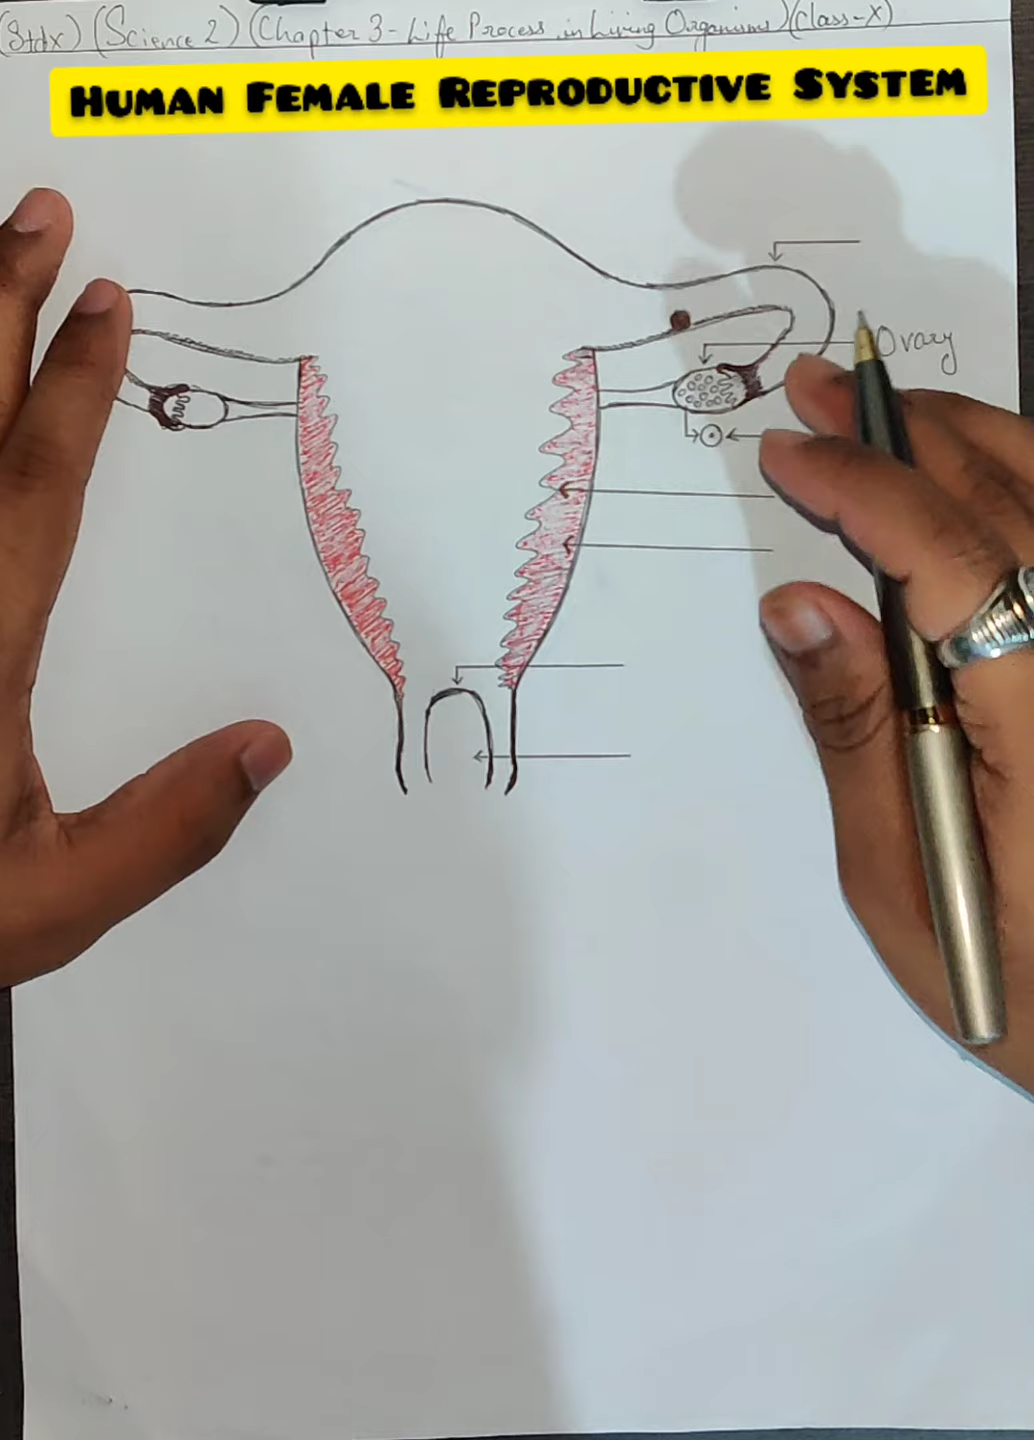 (Stdx) (Science 2) (Chapter 3 - Life Process in Living Organisms) (Class-X)
HUMAN FEMALE REPRODUCTIVE SYSTEM
Ovary